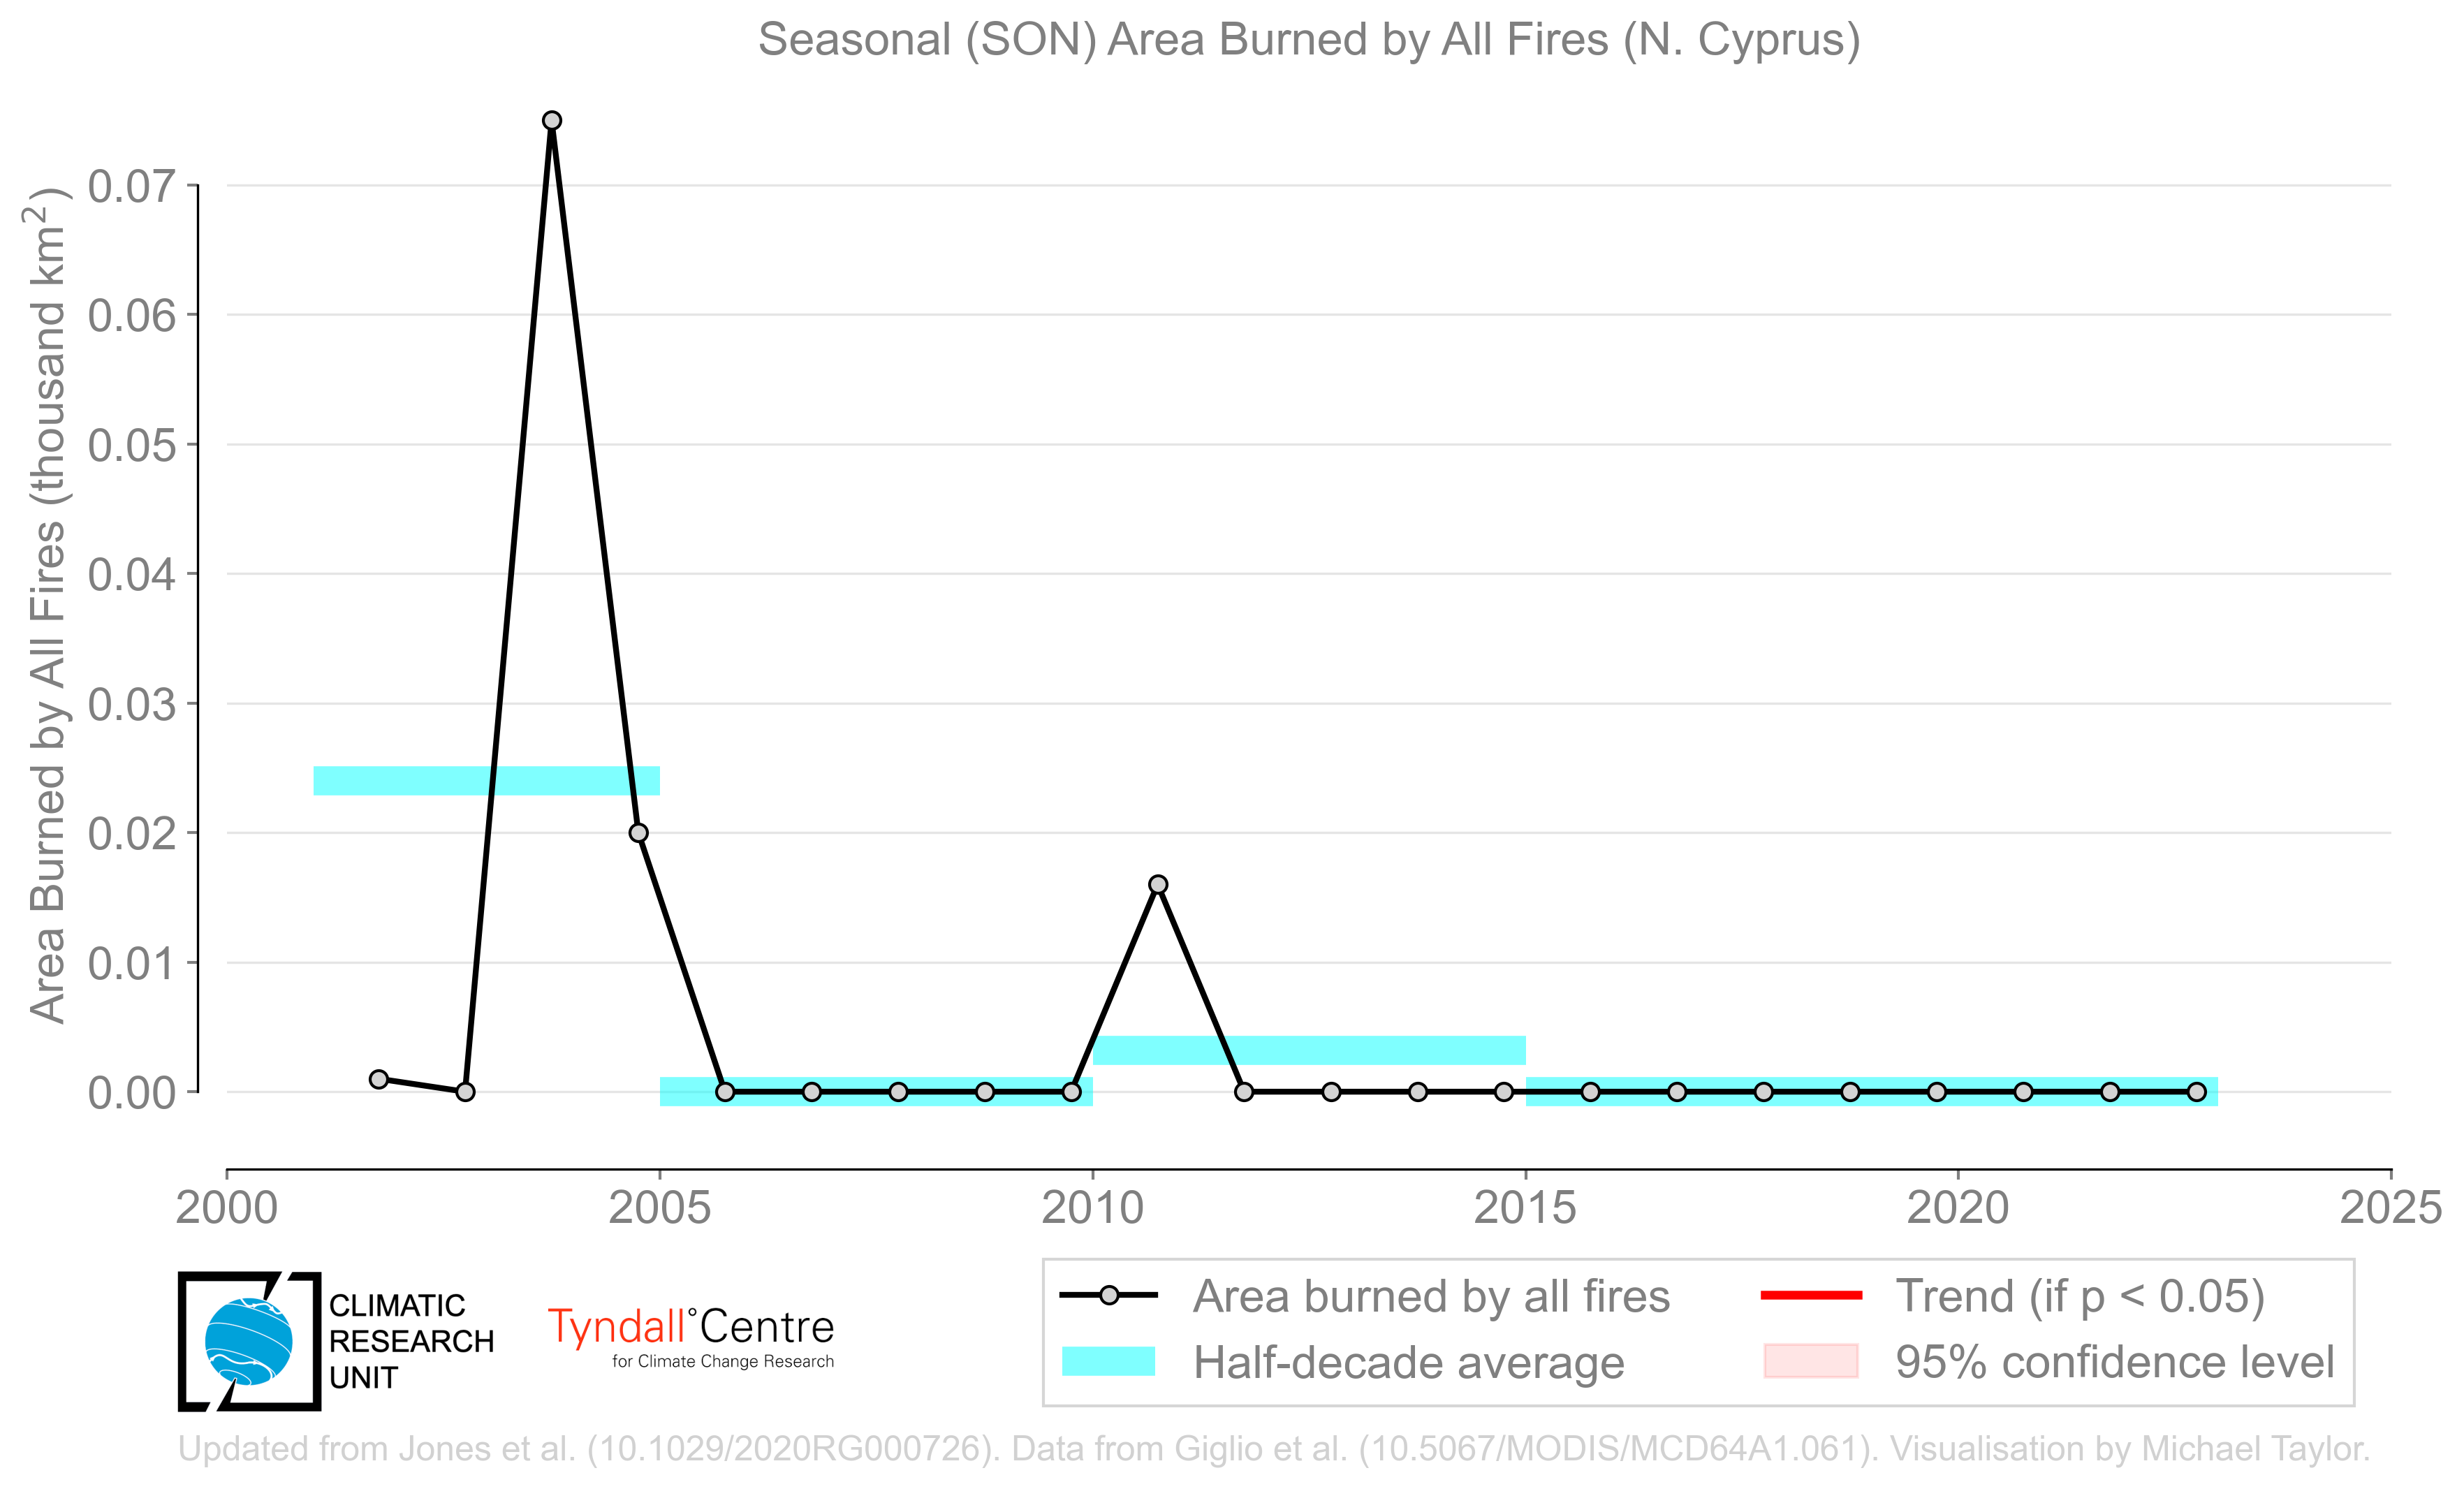 Seasonal (SON) Area Burned by All Fires (N. Cyprus)
Area Burned by All Fires (thousand km²)
0.07
0.06
0.05
0.04
0.03
0.02
0.01
0.00
2000 2005 2010 2015 2020 2025
CLIMATIC
RESEARCH
UNIT
Tyndall°Centre
for Climate Change Research
Area burned by all fires
Half-decade average
Trend (if p < 0.05)
95% confidence level
Updated from Jones et al. (10.1029/2020RG000726). Data from Giglio et al. (10.5067/MODIS/MCD64A1.061). Visualisation by Michael Taylor.